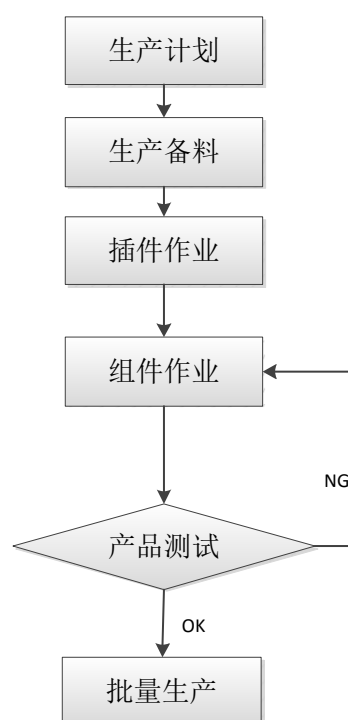 生产计划
生产备料
插件作业
组件作业
NG
产品测试
OK
批量生产